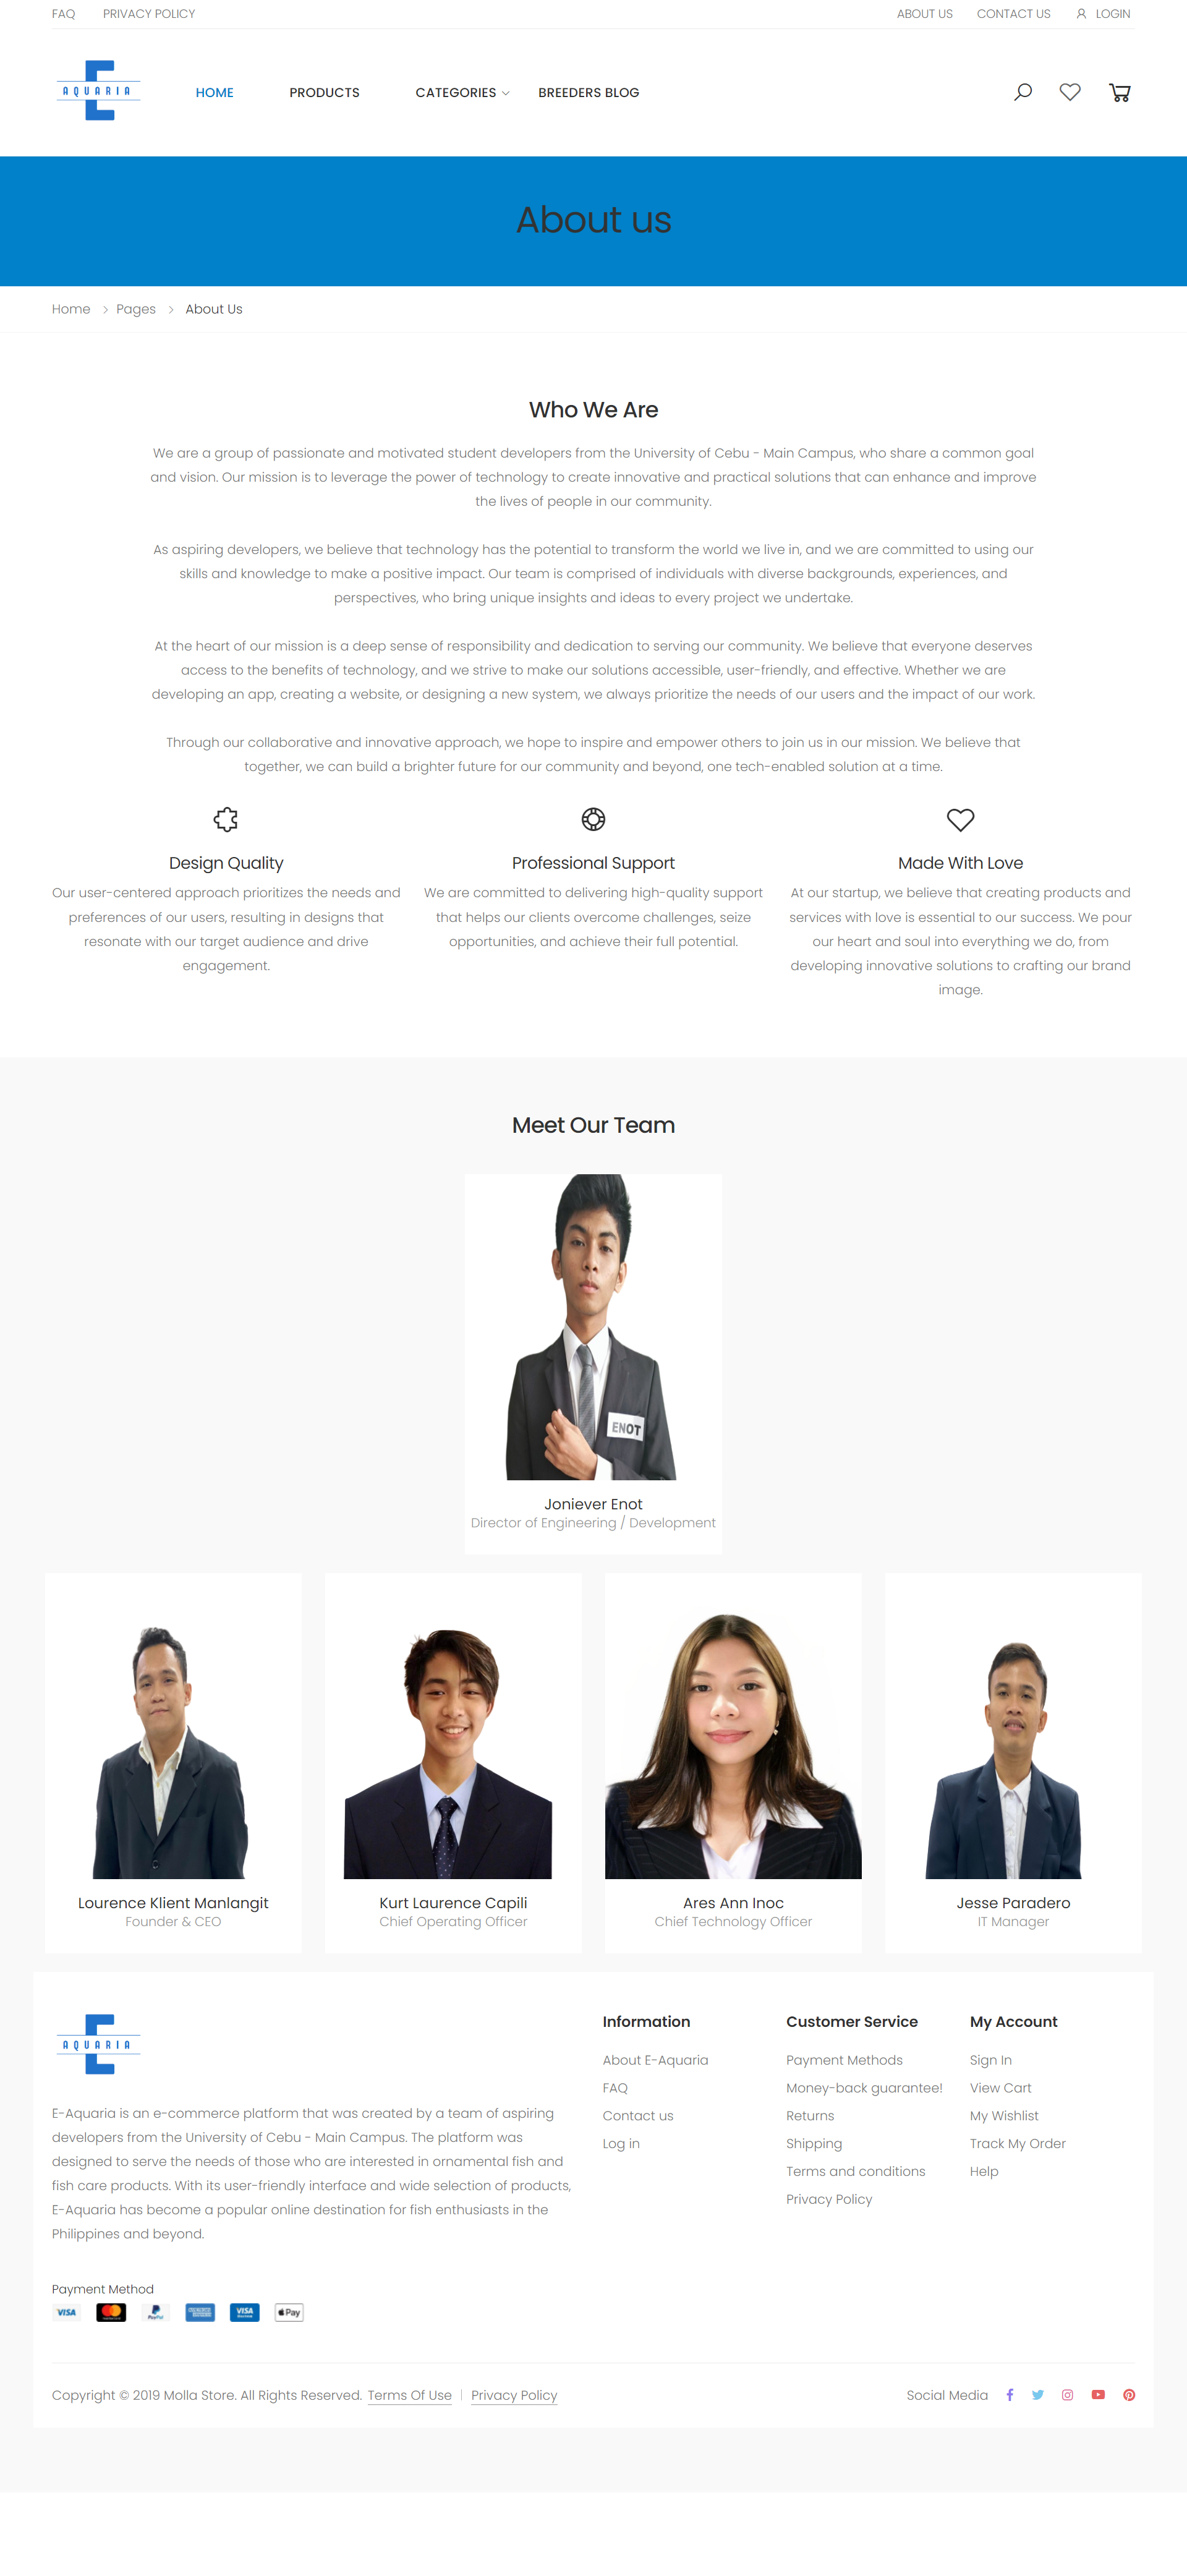 FAQ PRIVACY POLICY ABOUT US CONTACT US LOGIN
E
AQUARIA
HOME PRODUCTS CATEGORIES BREEDERS BLOG
About us
Home Pages About Us
Who We Are
We are a group of passionate and motivated student developers from the University of Cebu - Main Campus, who share a common goal
and vision. Our mission is to leverage the power of technology to create innovative and practical solutions that can enhance and improve
the lives of people in our community.
As aspiring developers, we believe that technology has the potential to transform the world we live in, and we are committed to using our
skills and knowledge to make a positive impact. Our team is comprised of individuals with diverse backgrounds, experiences, and
perspectives, who bring unique insights and ideas to every project we undertake.
At the heart of our mission is a deep sense of responsibility and dedication to serving our community. We believe that everyone deserves
access to the benefits of technology, and we strive to make our solutions accessible, user-friendly, and effective. Whether we are
developing an app, creating a website, or designing a new system, we always prioritize the needs of our users and the impact of our work.
Through our collaborative and innovative approach, we hope to inspire and empower others to join us in our mission. We believe that
together, we can build a brighter future for our community and beyond, one tech-enabled solution at a time.
Design Quality
Our user-centered approach prioritizes the needs and
preferences of our users, resulting in designs that
resonate with our target audience and drive
engagement.
Professional Support
We are committed to delivering high-quality support
that helps our clients overcome challenges, seize
opportunities, and achieve their full potential.
Made With Love
At our startup, we believe that creating products and
services with love is essential to our success. We pour
our heart and soul into everything we do, from
developing innovative solutions to crafting our brand
image.
Meet Our Team
ENOT
Joniever Enot
Director of Engineering / Development
Lourence Klient Manlangit
Founder & CEO
Kurt Laurence Capili
Chief Operating Officer
Ares Ann Inoc
Chief Technology Officer
Jesse Paradero
IT Manager
E
AQUARIA
E-Aquaria is an e-commerce platform that was created by a team of aspiring
developers from the University of Cebu - Main Campus. The platform was
designed to serve the needs of those who are interested in ornamental fish and
fish care products. With its user-friendly interface and wide selection of products,
E-Aquaria has become a popular online destination for fish enthusiasts in the
Philippines and beyond.
Payment Method
VISA PayPal VISA Pay
Information
About E-Aquaria
FAQ
Contact us
Log in
Customer Service
Payment Methods
Money-back guarantee!
Returns
Shipping
Terms and conditions
Privacy Policy
My Account
Sign In
View Cart
My Wishlist
Track My Order
Help
Copyright © 2019 Molla Store. All Rights Reserved. Terms Of Use Privacy Policy Social Media